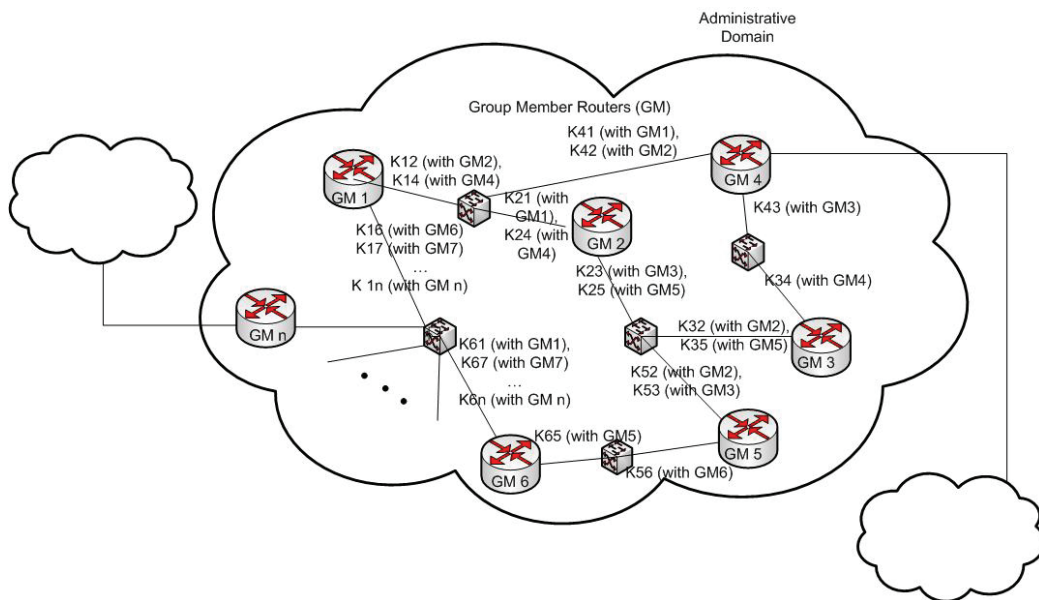 Administrative
Domain
Group Member Routers (GM)
K41 (with GM1),
K42 (with GM2)
K12 (with GM2),
K14 (with GM4)
GM 1
GM 4
K21 (with
GM1),
K24 (with
GM4)
K43 (with GM3)
K16 (with GM6)
K17 (with GM7)
...
K 1n (with GM n)
GM 2
K23 (with GM3),
K25 (with GM5)
K34 (with GM4)
GM n
K61 (with GM1),
K67 (with GM7)
...
K6n (with GM n)
K32 (with GM2),
K35 (with GM5)
GM 3
K52 (with GM2),
K53 (with GM3)
K65 (with GM5)
GM 5
K56 (with GM6)
GM 6